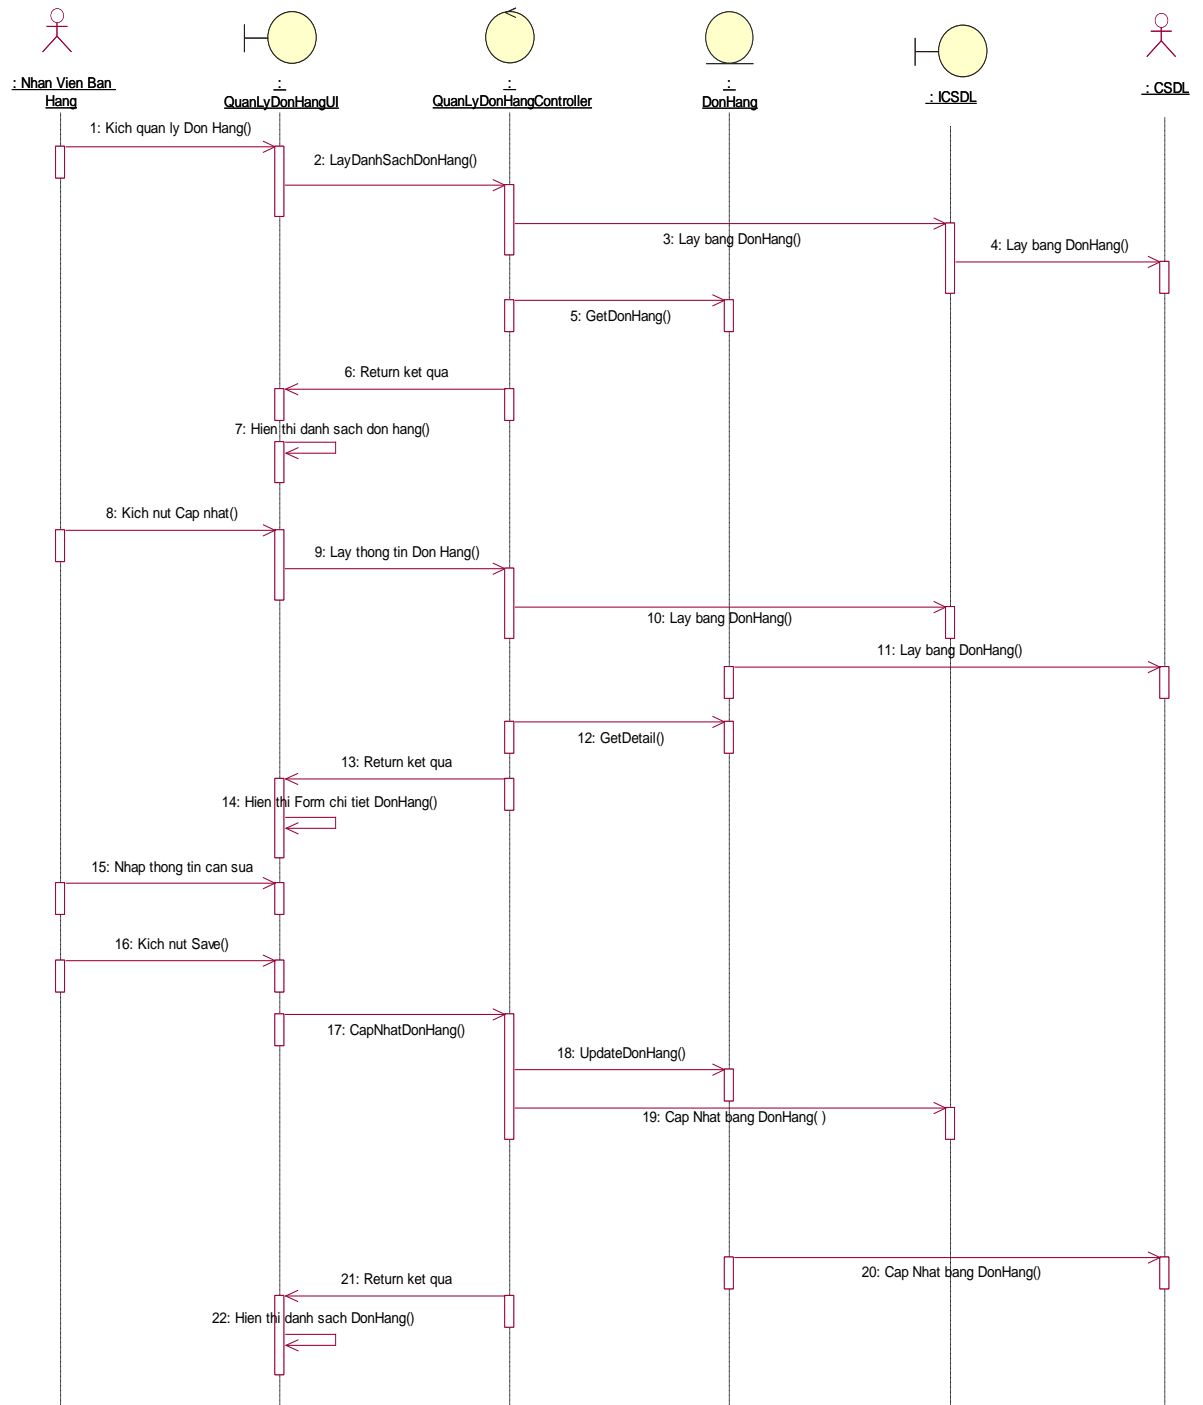 : Nhan Vien Ban
Hang
:
QuanLyDonHangUI
:
QuanLyDonHangController
:
DonHang
: ICSDL
: CSDL
1: Kich quan ly Don Hang()
2: LayDanhSachDonHang()
3: Lay bang DonHang()
4: Lay bang DonHang()
5: GetDonHang()
6: Return ket qua
7: Hien thi danh sach don hang()
8: Kich nut Cap nhat()
9: Lay thong tin Don Hang()
10: Lay bang DonHang()
11: Lay bang DonHang()
12: GetDetail()
13: Return ket qua
14: Hien thi Form chi tiet DonHang()
15: Nhap thong tin can sua
16: Kich nut Save()
17: CapNhatDonHang()
18: UpdateDonHang()
19: Cap Nhat bang DonHang( )
20: Cap Nhat bang DonHang()
21: Return ket qua
22: Hien thi danh sach DonHang()